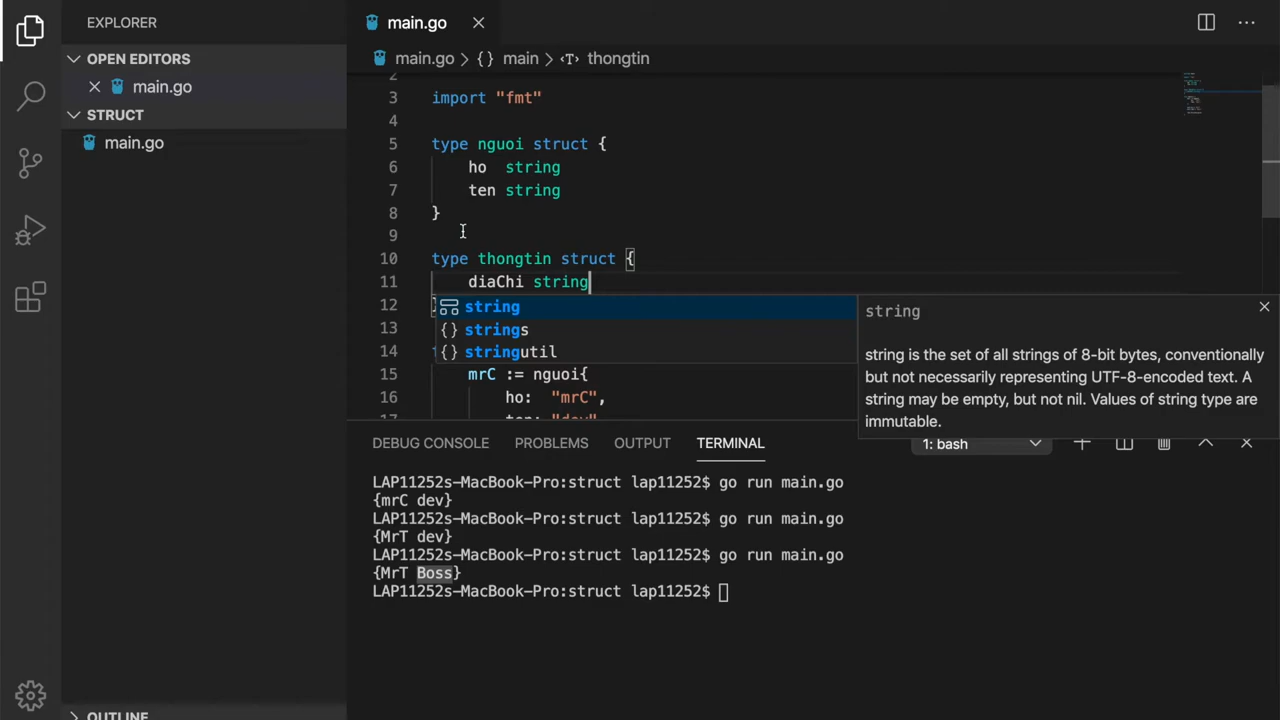 EXPLORER
main.go
OPEN EDITORS
main.go
STRUCT
main.go
OUTLINE
main.go > {} main > thongtin
3 import "fmt"
4
5 type nguoi struct {
6 ho string
7 ten string
8 }
9
10 type thongtin struct {
11 diaChi string
12 }
13
14
15 mrC := nguoi{
16 ho: "mrC",
string
{} strings
{} stringutil
string
string is the set of all strings of 8-bit bytes, conventionally
but not necessarily representing UTF-8-encoded text. A
string may be empty, but not nil. Values of string type are
immutable.
DEBUG CONSOLE PROBLEMS OUTPUT TERMINAL 1: bash
LAP11252s-MacBook-Pro:struct lap11252$ go run main.go
{mrC dev}
LAP11252s-MacBook-Pro:struct lap11252$ go run main.go
{MrT dev}
LAP11252s-MacBook-Pro:struct lap11252$ go run main.go
{MrT Boss}
LAP11252s-MacBook-Pro:struct lap11252$